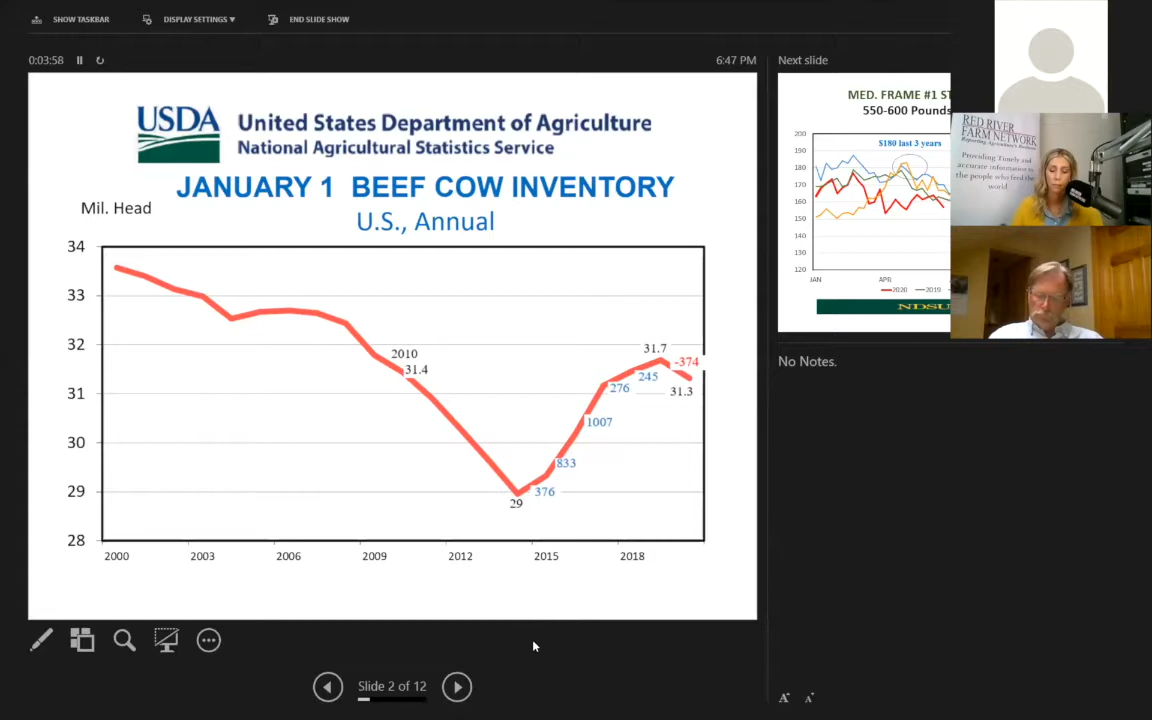 SHOW TASKBAR
DISPLAY SETTINGS ▼
END SLIDE SHOW
0:03:58
6:47 PM
USDA
United States Department of Agriculture
National Agricultural Statistics Service
JANUARY 1 BEEF COW INVENTORY
Mil. Head
U.S., Annual
34
33
32
31
30
29
28
2010
31.4
29
376
833
1007
276
245
31.7
-374
31.3
2000
2003
2006
2009
2012
2015
2018
Slide 2 of 12
Next slide
MED. FRAME #1 ST
550-600 Pounds
$180 last 3 years
200
190
180
170
160
150
140
130
120
JAN
APR
2020
2019
NDSU
No Notes.
RED RIVER
FARM NETWORK
Reporting Agriculture's Business
Providing Timely and
accurate information to
the people who feed the
world